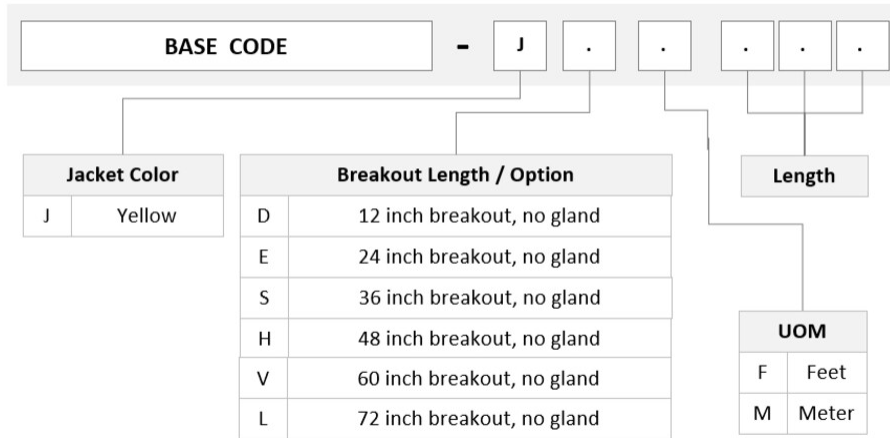 BASE CODE - J . . . . .
Jacket Color
J Yellow
Breakout Length / Option
D 12 inch breakout, no gland
E 24 inch breakout, no gland
S 36 inch breakout, no gland
H 48 inch breakout, no gland
V 60 inch breakout, no gland
L 72 inch breakout, no gland
Length
UOM
F Feet
M Meter